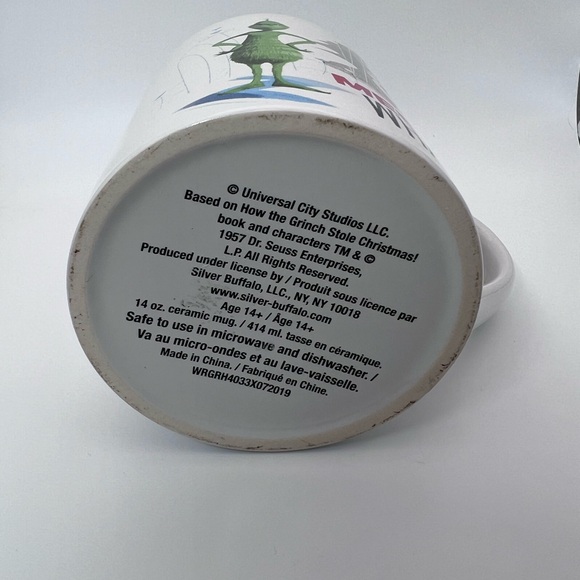 © Universal City Studios LLC.
Based on How the Grinch Stole Christmas!
book and characters TM & ©
1957 Dr. Seuss Enterprises,
L.P. All Rights Reserved.
Produced under license by / Produit sous licence par
Silver Buffalo, LLC., NY, NY 10018
www.silver-buffalo.com
Age 14+ / Âge 14+
14 oz. ceramic mug. / 414 ml. tasse en céramique.
Safe to use in microwave and dishwasher. /
Va au micro-ondes et au lave-vaisselle.
Made in China. / Fabriqué en Chine.
WRGRH4033X072019